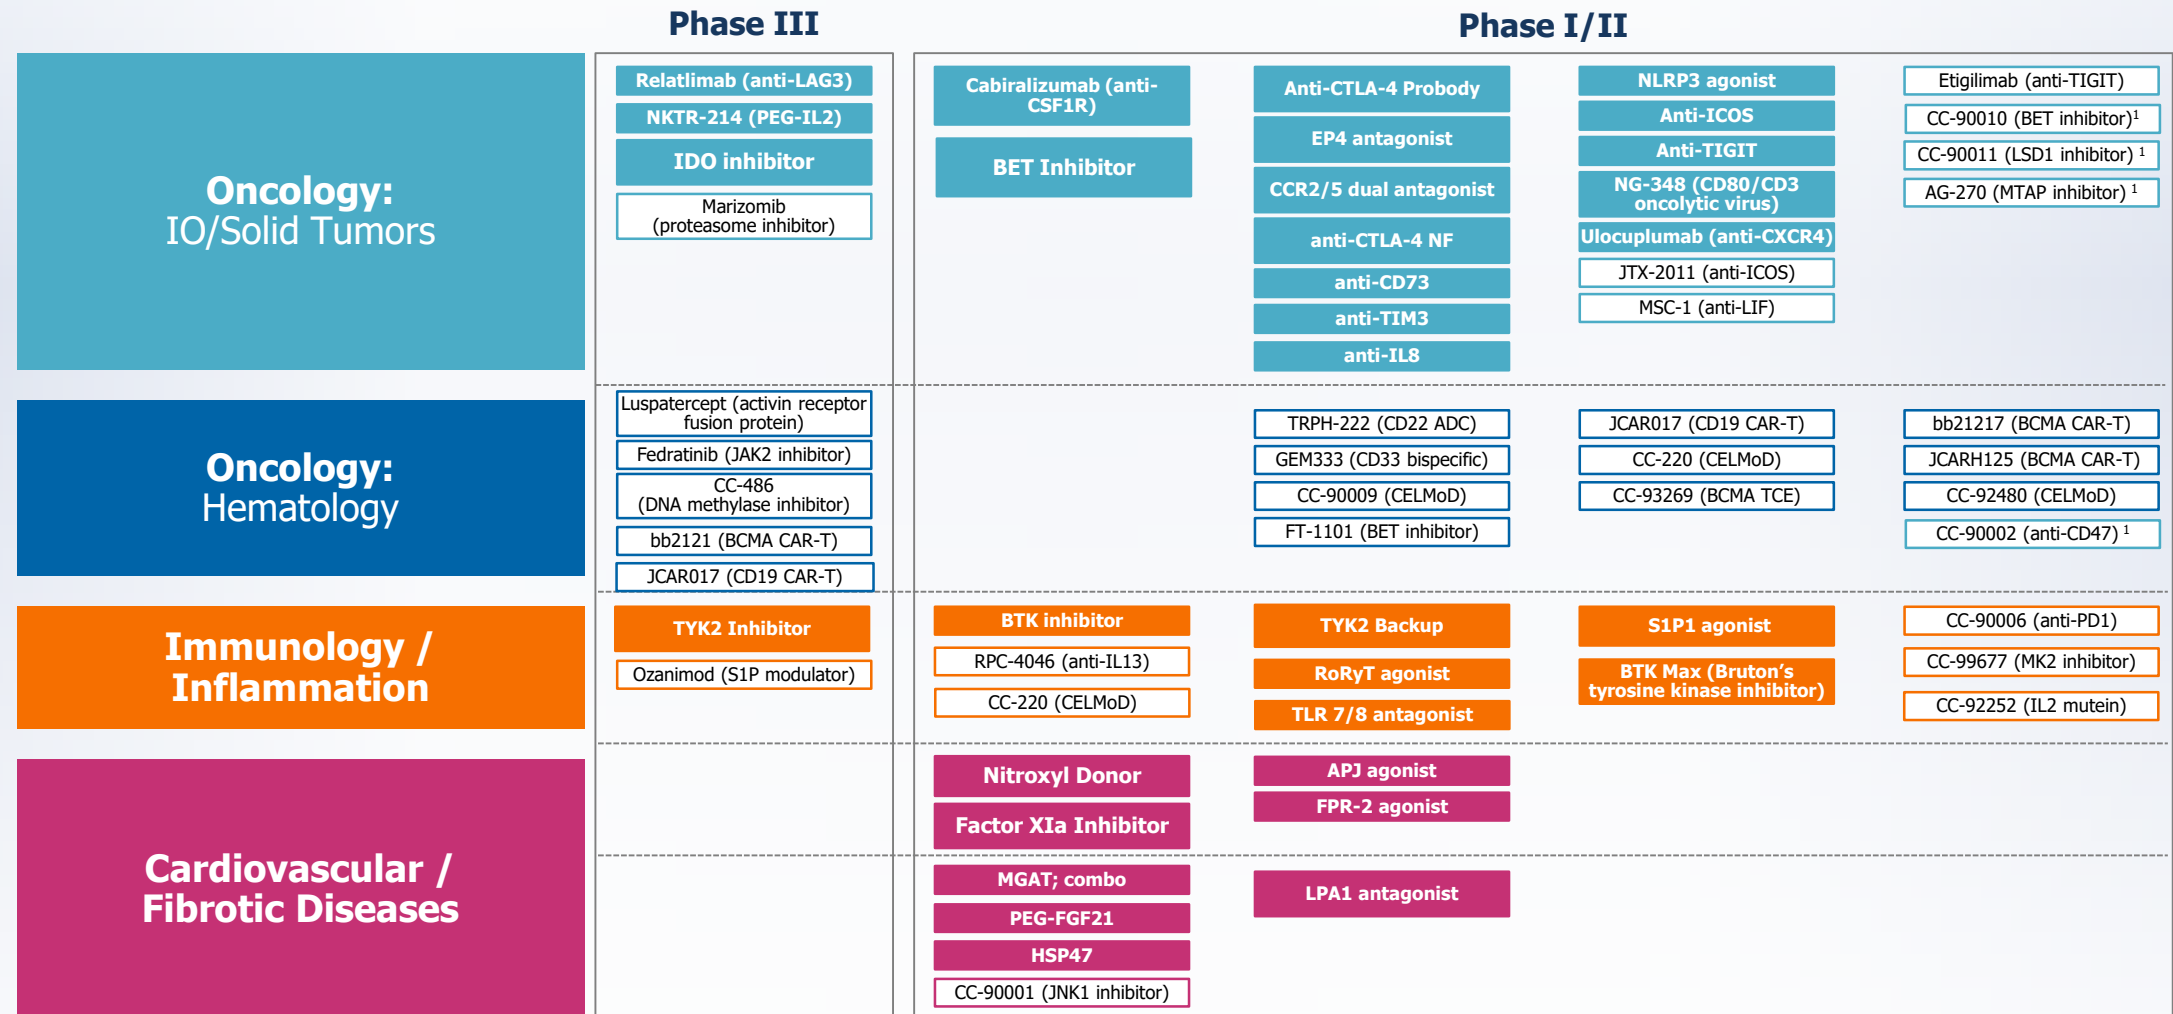 Phase III
Phase I/II
Oncology:
IO/Solid Tumors
Relatlimab (anti-LAG3)
NKTR-214 (PEG-IL2)
IDO inhibitor
Marizomib
(proteasome inhibitor)
Cabiralizumab (anti-
CSF1R)
BET Inhibitor
Anti-CTLA-4 Probody
EP4 antagonist
CCR2/5 dual antagonist
anti-CTLA-4 NF
anti-CD73
anti-TIM3
anti-IL8
NLRP3 agonist
Anti-ICOS
Anti-TIGIT
NG-348 (CD80/CD3
oncolytic virus)
Ulocuplumab (anti-CXCR4)
JTX-2011 (anti-ICOS)
MSC-1 (anti-LIF)
Etigilimab (anti-TIGIT)
CC-90010 (BET inhibitor)¹
CC-90011 (LSD1 inhibitor) ¹
AG-270 (MTAP inhibitor) ¹
Oncology:
Hematology
Luspatercept (activin receptor
fusion protein)
Fedratinib (JAK2 inhibitor)
CC-486
(DNA methylase inhibitor)
bb2121 (BCMA CAR-T)
JCAR017 (CD19 CAR-T)
TRPH-222 (CD22 ADC)
GEM333 (CD33 bispecific)
CC-90009 (CELMoD)
FT-1101 (BET inhibitor)
JCAR017 (CD19 CAR-T)
CC-220 (CELMoD)
CC-93269 (BCMA TCE)
bb21217 (BCMA CAR-T)
JCARH125 (BCMA CAR-T)
CC-92480 (CELMoD)
CC-90002 (anti-CD47) ¹
Immunology /
Inflammation
TYK2 Inhibitor
Ozanimod (S1P modulator)
BTK inhibitor
RPC-4046 (anti-IL13)
CC-220 (CELMoD)
TYK2 Backup
RoRyT agonist
TLR 7/8 antagonist
S1P1 agonist
BTK Max (Bruton's
tyrosine kinase inhibitor)
CC-90006 (anti-PD1)
CC-99677 (MK2 inhibitor)
CC-92252 (IL2 mutein)
Cardiovascular /
Fibrotic Diseases
Nitroxyl Donor
Factor XIa Inhibitor
APJ agonist
FPR-2 agonist
MGAT; combo
PEG-FGF21
HSP47
CC-90001 (JNK1 inhibitor)
LPA1 antagonist